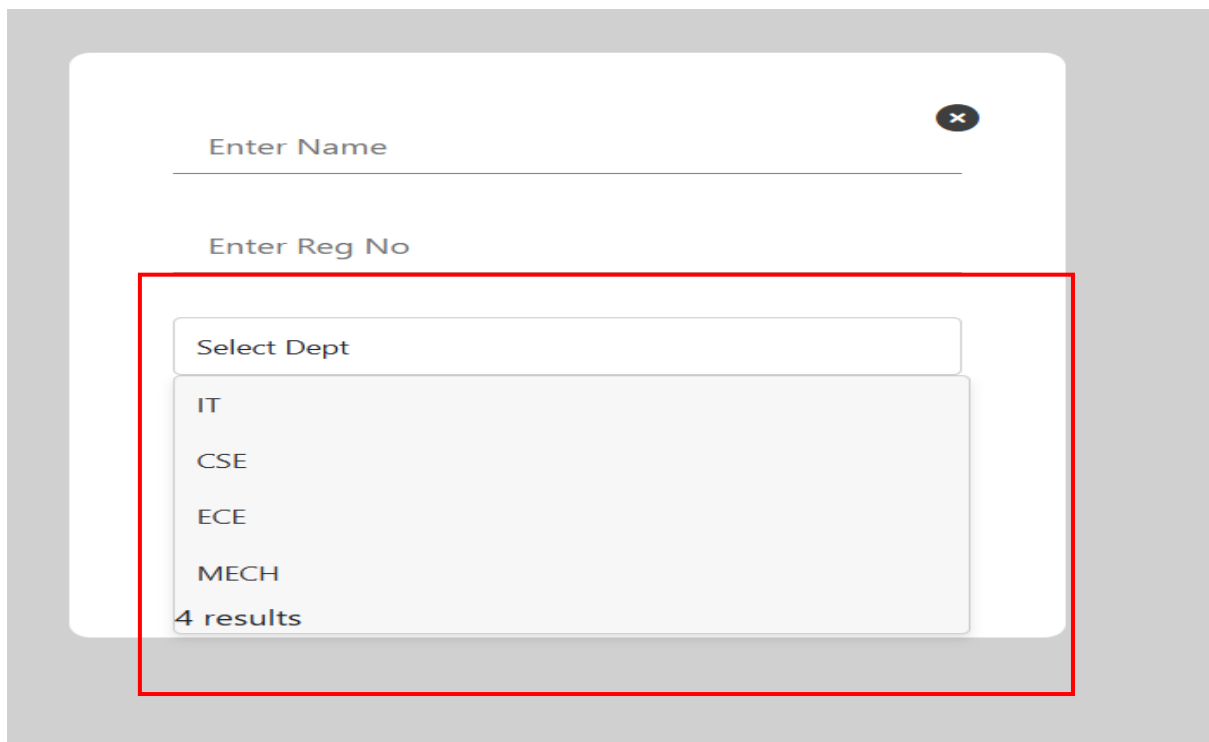 Enter Name
Enter Reg No
Select Dept
IT
CSE
ECE
MECH
4 results